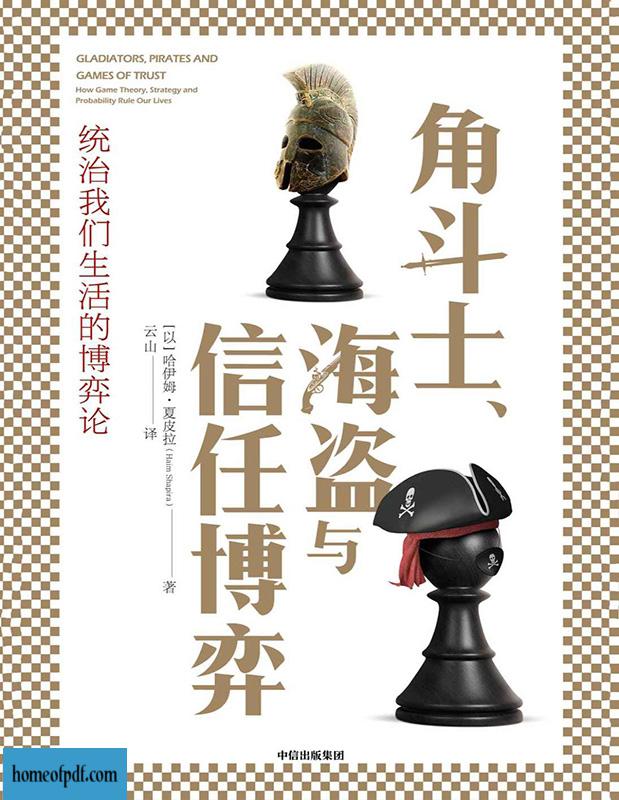 GLADIATORS, PIRATES AND
GAMES OF TRUST
How Game Theory, Strategy and
Probability Rule Our Lives
角斗士、
海盗与
信任博弈
统治我们生活的博弈论
[以]哈伊姆·夏皮拉(Haim Shapira)——著
云山——译
中信出版集团
homeofpdf.com